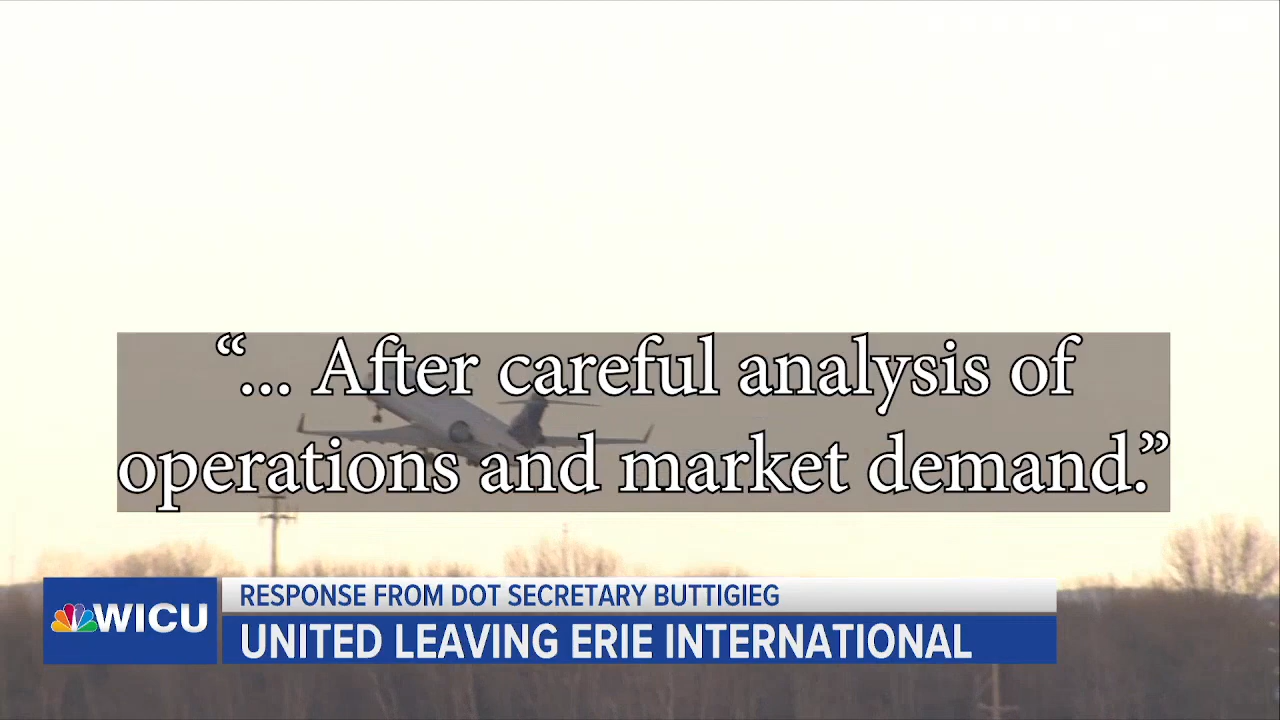 “... After careful analysis of
operations and market demand.”
RESPONSE FROM DOT SECRETARY BUTTIGIEG
WICU
UNITED LEAVING ERIE INTERNATIONAL